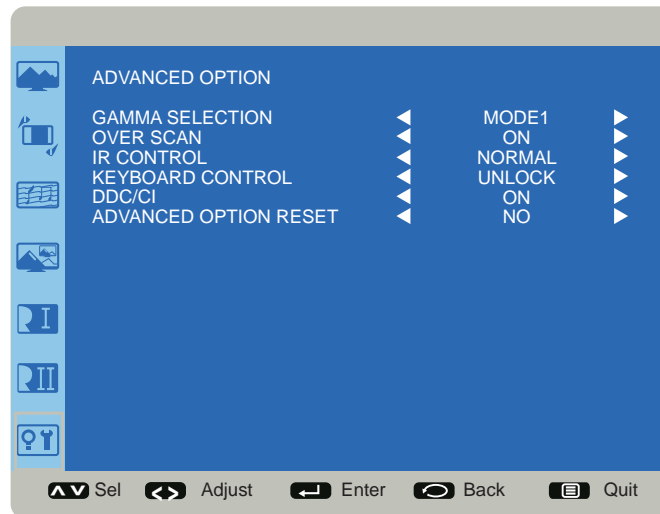 ADVANCED OPTION
GAMMA SELECTION MODE1
OVER SCAN ON
IR CONTROL NORMAL
KEYBOARD CONTROL UNLOCK
DDC/CI ON
ADVANCED OPTION RESET NO
I
II
Sel Adjust Enter Back Quit